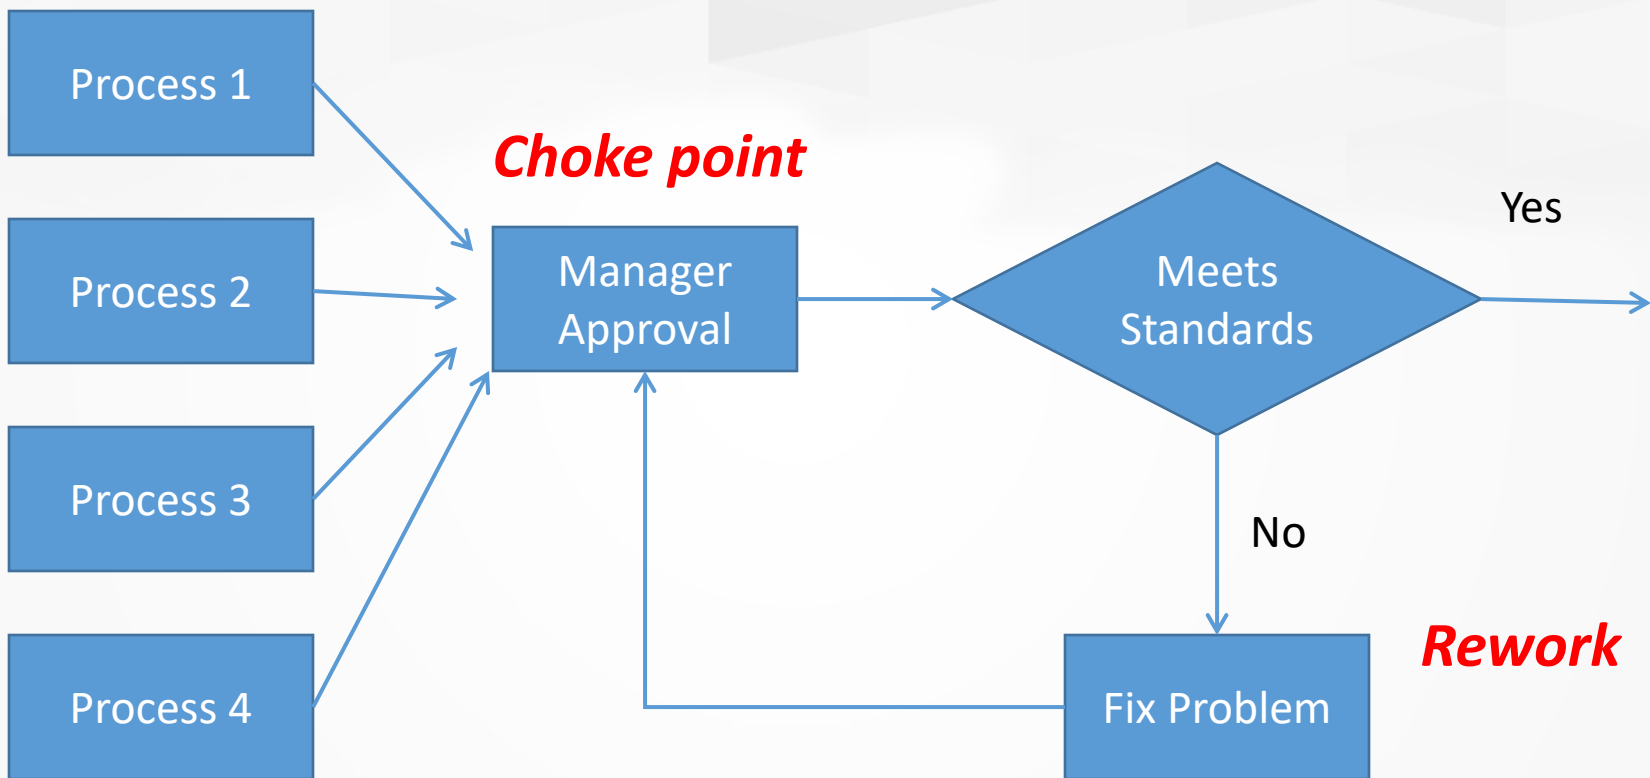 Process 1
Process 2
Process 3
Process 4
Choke point
Manager
Approval
Meets
Standards
Yes
No
Rework
Fix Problem